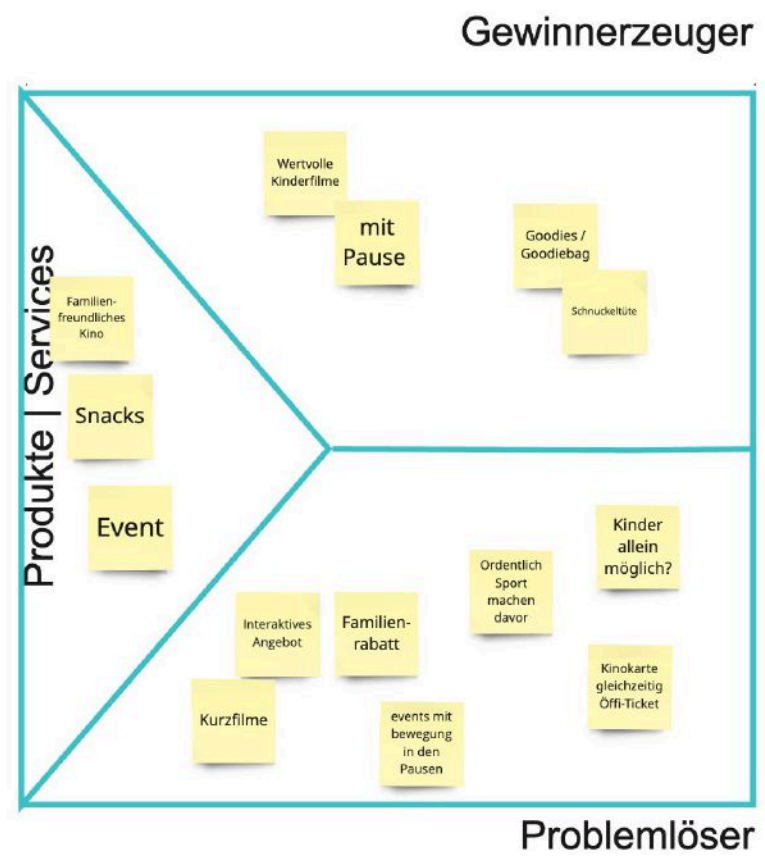 Gewinnerzeuger
Wertvolle
Kinderfilme
mit
Pause
Goodies /
Goodiebag
Schnuckeltüte
Produkte | Services
Familien-
freundliches
Kino
Snacks
Event
Kinder
allein
möglich?
Ordentlich
Sport
machen
davor
Interaktives
Angebot
Familien-
rabatt
Kinokarte
gleichzeitig
Öffi-Ticket
Kurzfilme
events mit
bewegung
in den
Pausen
Problemlöser